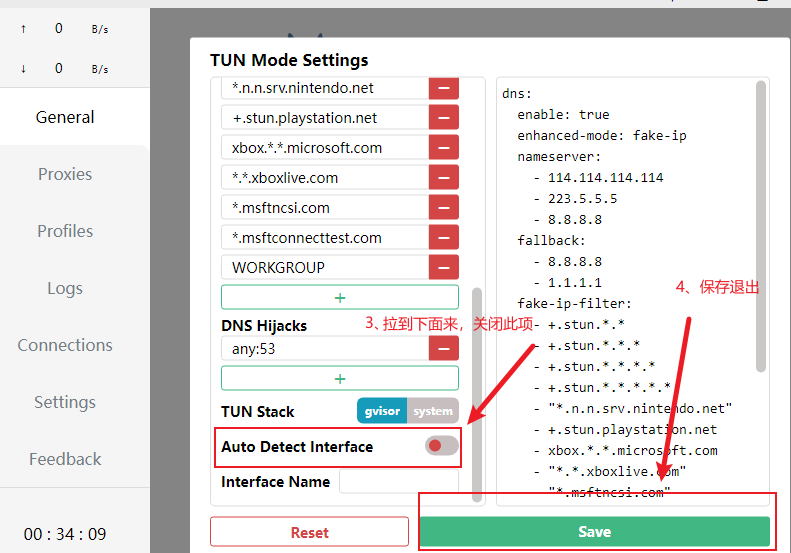 ↑ 0 B/s
↓ 0 B/s
General
Proxies
Profiles
Logs
Connections
Settings
Feedback
00 : 34 : 09
TUN Mode Settings
*.n.n.srv.nintendo.net
+.stun.playstation.net
xbox.*.*.microsoft.com
*.*.xboxlive.com
*.msftncsi.com
*.msftconnecttest.com
WORKGROUP
+
DNS Hijacks
any:53
+
TUN Stack gvisor system
Auto Detect Interface
Interface Name
Reset
dns:
enable: true
enhanced-mode: fake-ip
nameserver:
- 114.114.114.114
- 223.5.5.5
- 8.8.8.8
fallback:
- 8.8.8.8
- 1.1.1.1
fake-ip-filter:
- +.stun.*.*
- +.stun.*.*.*
- +.stun.*.*.*.*
- +.stun.*.*.*.*.*
- "*.n.n.srv.nintendo.net"
- +.stun.playstation.net
- xbox.*.*.microsoft.com
- "*.*.xboxlive.com"
- "*.msftncsi.com"
Save
3、拉到下面来，关闭此项
4、保存退出